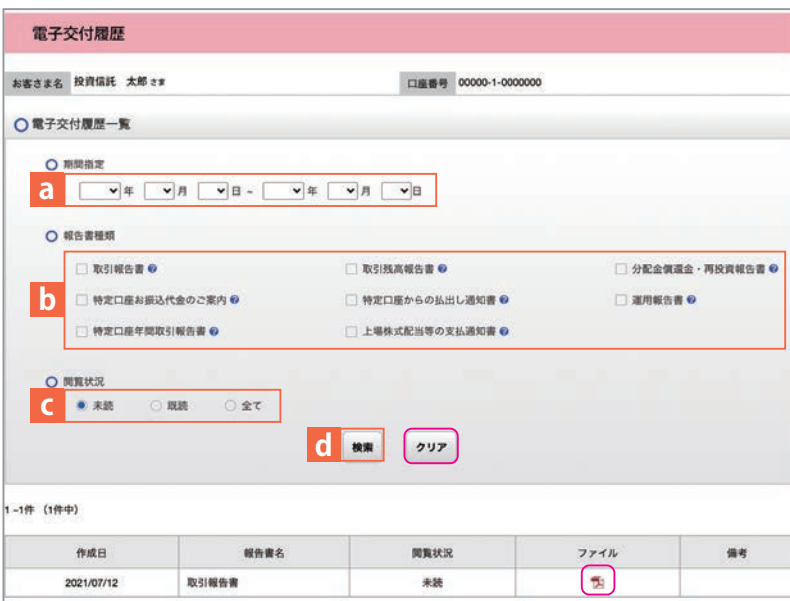 電子交付履歴
お客さま名 投資信託 太郎 さま 口座番号 00000-1-0000000
電子交付履歴一覧
期間指定
a 年 月 日 ~ 年 月 日
報告書種類
取引報告書 ? 取引残高報告書 ? 分配金償還金・再投資報告書 ?
b 特定口座お振込代金のご案内 ? 特定口座からの払出し通知書 ? 運用報告書 ?
特定口座年間取引報告書 ? 上場株式配当等の支払通知書 ?
閲覧状況
c 未読 既読 全て
d 検索 クリア
1 ~1件 (1件中)
作成日 報告書名 閲覧状況 ファイル 備考
2021/07/12 取引報告書 未読